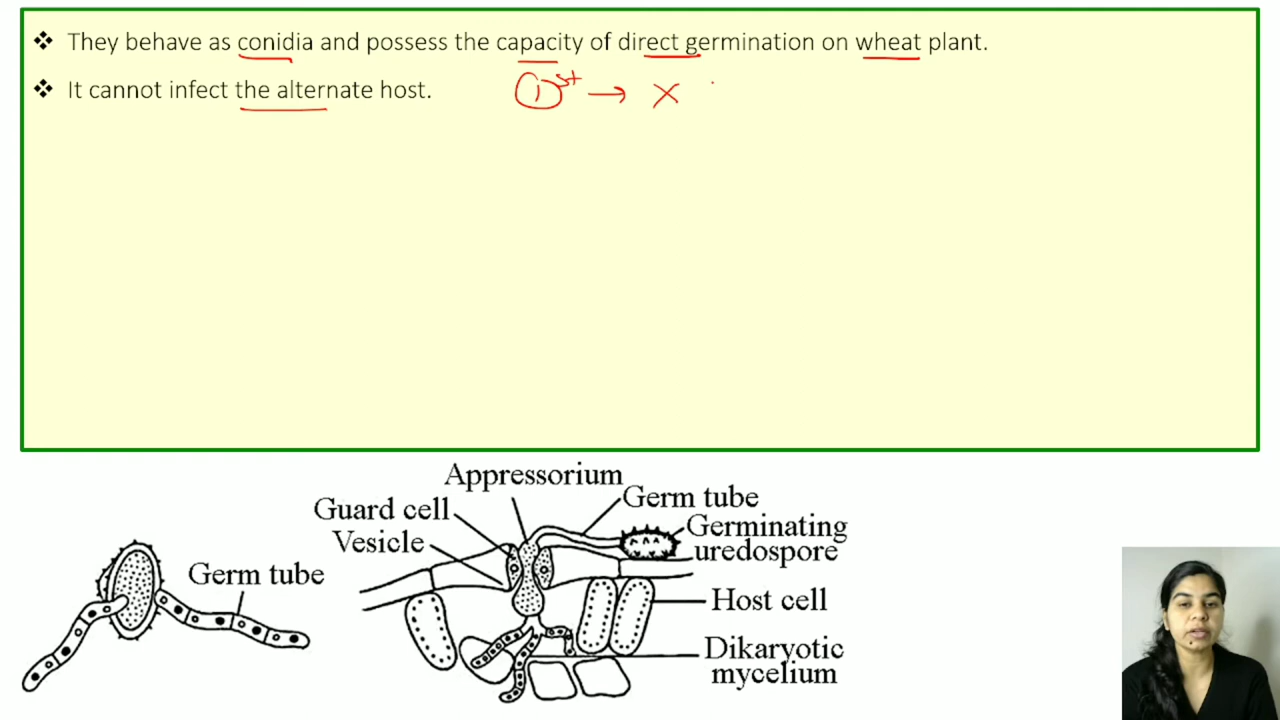 ❖ They behave as conidia and possess the capacity of direct germination on wheat plant.
❖ It cannot infect the alternate host.
1st → X
Appressorium
Guard cell
Germ tube
Vesicle
Germinating
uredospore
Germ tube
Host cell
Dikaryotic
mycelium